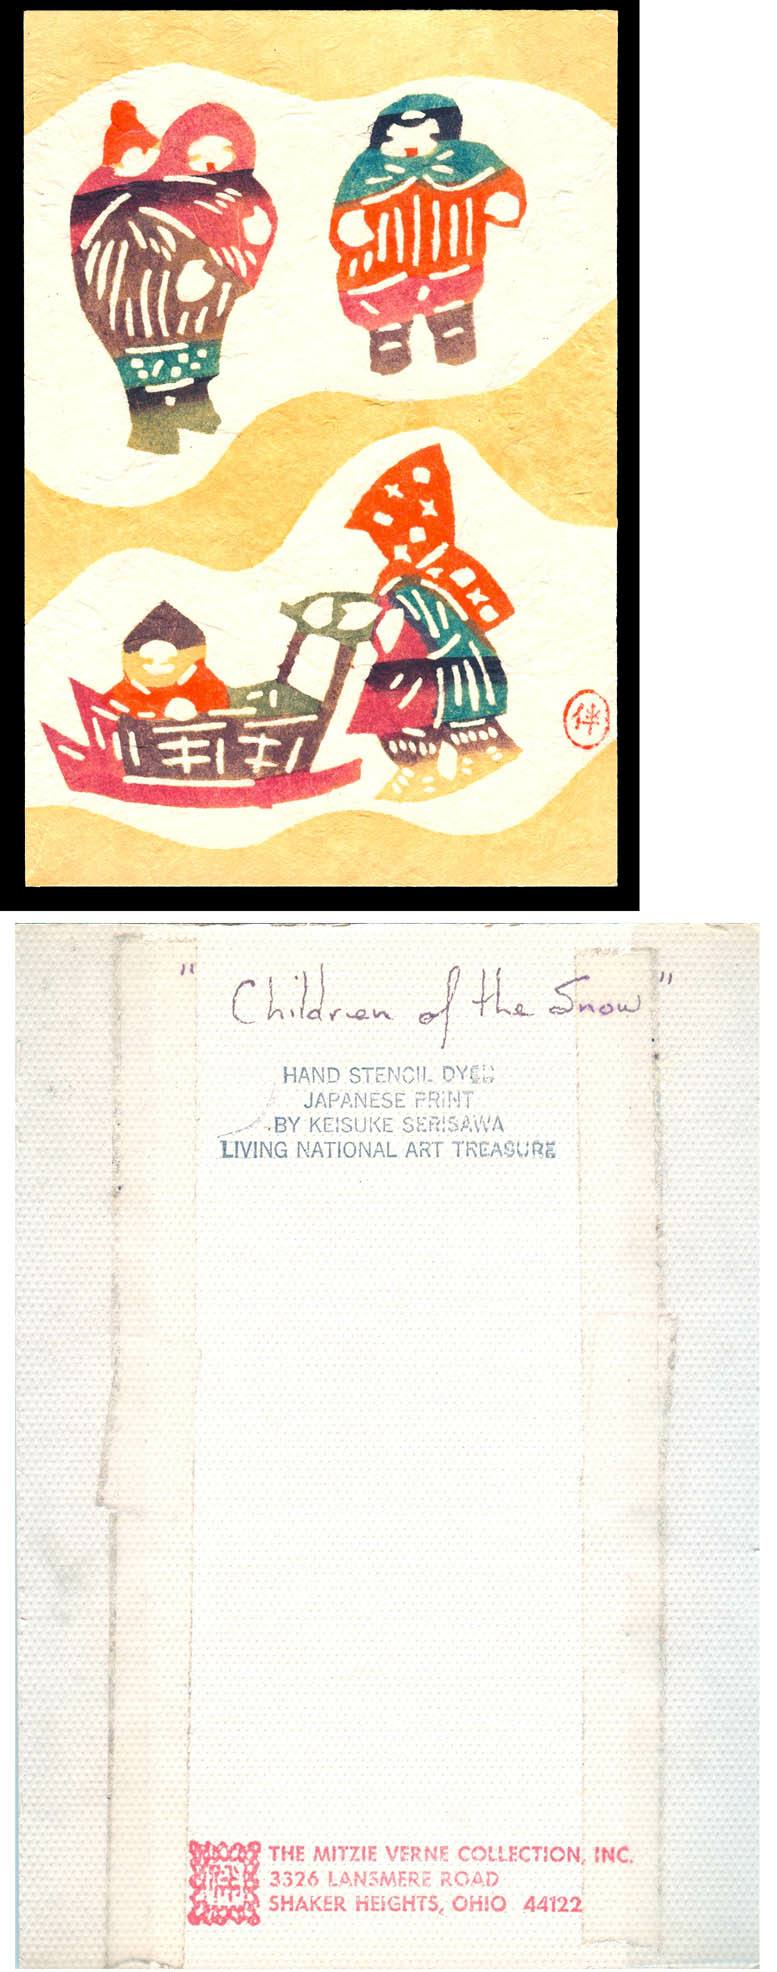 伴
" Children of the Snow "
HAND STENCIL DYED
JAPANESE PRINT
BY KEISUKE SERISAWA
LIVING NATIONAL ART TREASURE
THE MITZIE VERNE COLLECTION, INC.
3326 LANSMERE ROAD
SHAKER HEIGHTS, OHIO 44122